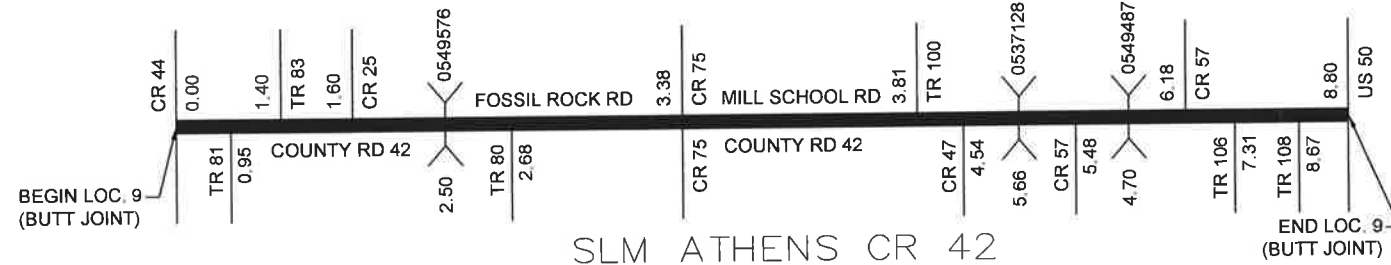 CR 44
0.00
1.40
TR 83
1.60
CR 25
0549576
FOSSIL ROCK RD
3.38
CR 75
MILL SCHOOL RD
3.81
TR 100
0537128
0549487
6.18
CR 57
8.80
US 50
TR 81
0.95
COUNTY RD 42
2.50
TR 80
2.68
CR 75
COUNTY RD 42
CR 47
4.54
5.66
CR 57
5.48
4.70
TR 106
7.31
TR 108
8.67
BEGIN LOC. 9
(BUTT JOINT)
END LOC. 9
(BUTT JOINT)
SLM ATHENS CR 42